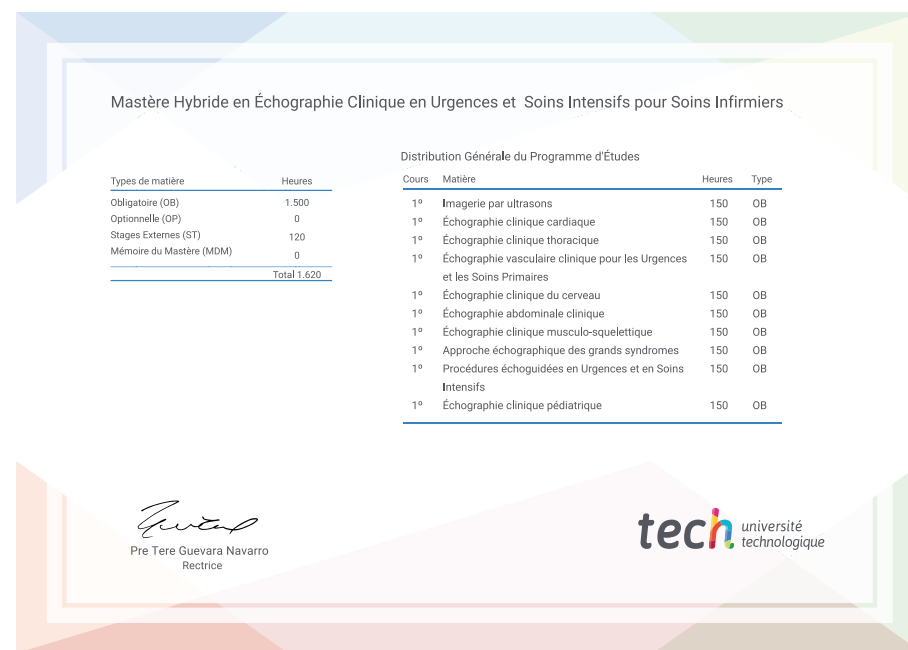 Mastère Hybride en Échographie Clinique en Urgences et Soins Intensifs pour Soins Infirmiers
Types de matière Heures
Obligatoire (OB) 1.500
Optionnelle (OP) 0
Stages Externes (ST) 120
Mémoire du Mastère (MDM) 0
Total 1.620
Distribution Générale du Programme d'Études
Cours Matière Heures Type
1º Imagerie par ultrasons 150 OB
1º Échographie clinique cardiaque 150 OB
1º Échographie clinique thoracique 150 OB
1º Échographie vasculaire clinique pour les Urgences 150 OB
et les Soins Primaires
1º Échographie clinique du cerveau 150 OB
1º Échographie abdominale clinique 150 OB
1º Échographie clinique musculo-squelettique 150 OB
1º Approche échographique des grands syndromes 150 OB
1º Procédures échoguidées en Urgences et en Soins 150 OB
Intensifs
1º Échographie clinique pédiatrique 150 OB
Pre Tere Guevara Navarro
Rectrice
tech université
technologique